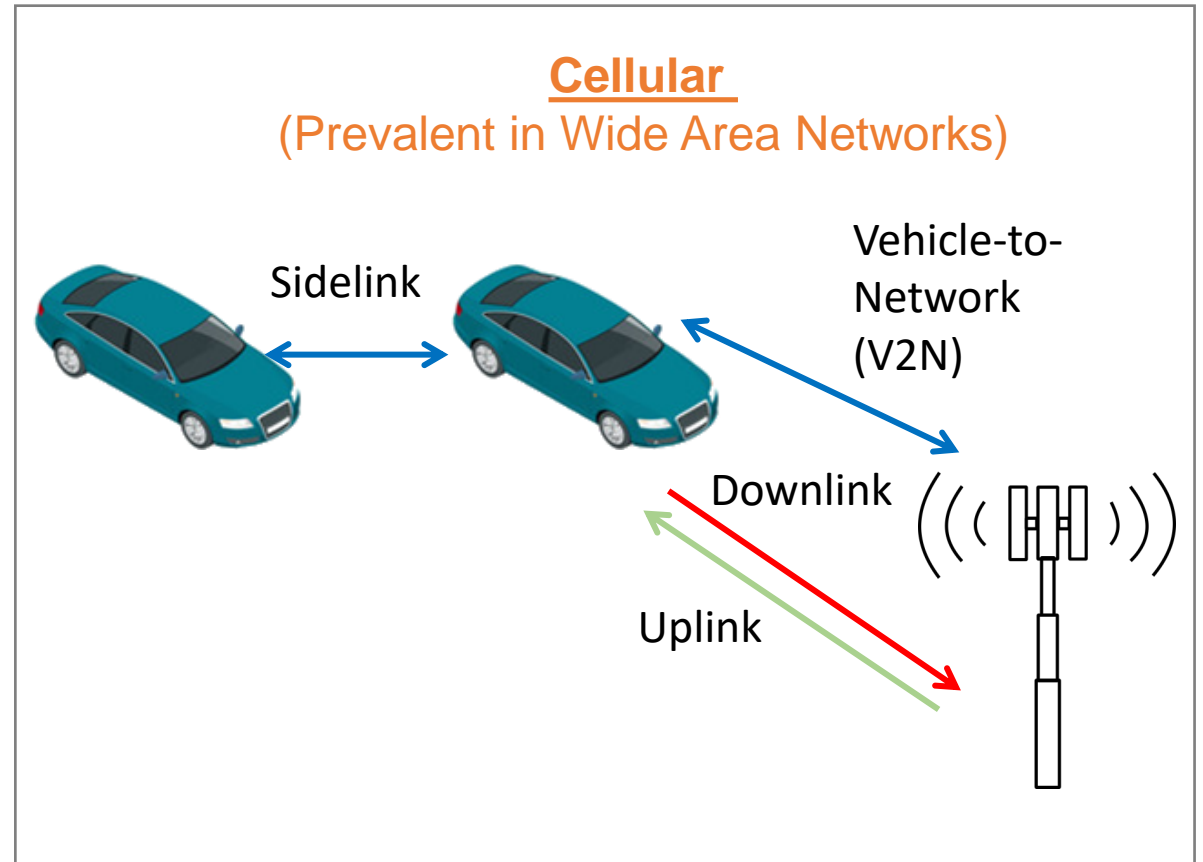 Cellular
(Prevalent in Wide Area Networks)
Vehicle-to-
Network
(V2N)
Sidelink
Downlink
Uplink